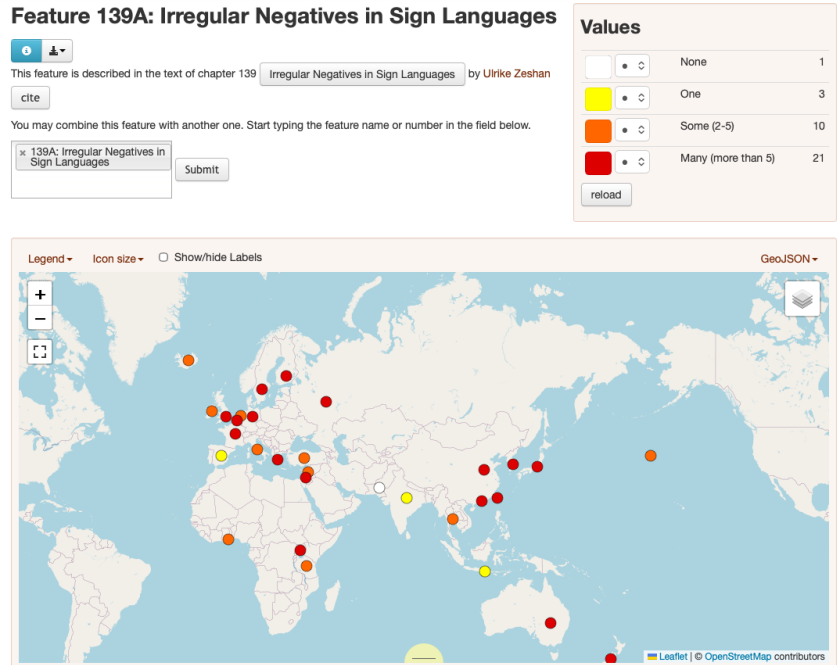 Feature 139A: Irregular Negatives in Sign Languages
This feature is described in the text of chapter 139 Irregular Negatives in Sign Languages by Ulrike Zeshan
cite
You may combine this feature with another one. Start typing the feature name or number in the field below.
× 139A: Irregular Negatives in
Sign Languages
Submit
Values
None 1
One 3
Some (2-5) 10
Many (more than 5) 21
reload
Legend
Icon size
Show/hide Labels
GeoJSON
+
−
Leaflet | © OpenStreetMap contributors